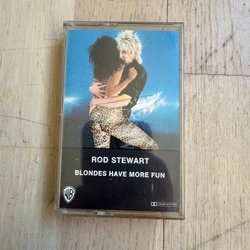 ROD STEWART
BLONDES HAVE MORE FUN